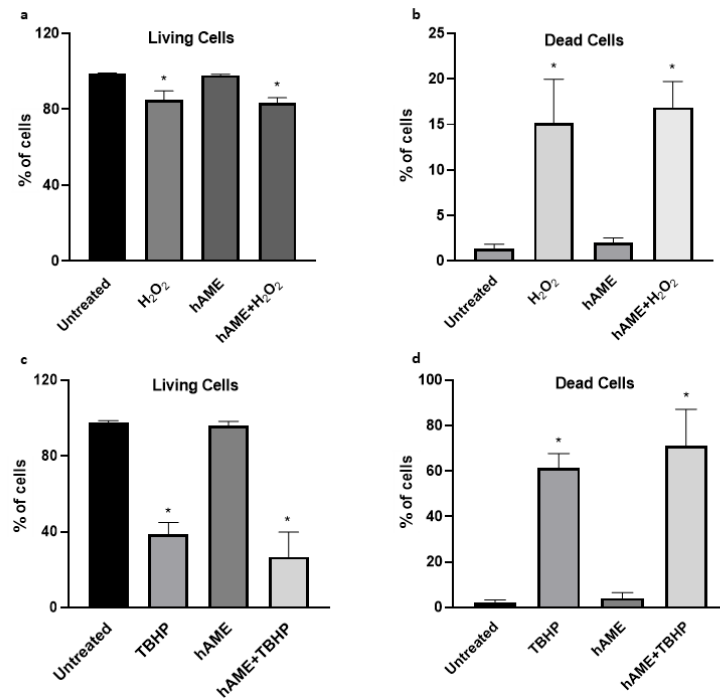 a
Living Cells
120
80
40
0
% of cells
*
*
Untreated
H₂O₂
hAME
hAME+H₂O₂
b
Dead Cells
25
20
15
10
5
0
% of cells
*
*
Untreated
H₂O₂
hAME
hAME+H₂O₂
c
Living Cells
120
80
40
0
% of cells
*
*
Untreated
TBHP
hAME
hAME+TBHP
d
Dead Cells
100
80
60
40
20
0
% of cells
*
*
Untreated
TBHP
hAME
hAME+TBHP